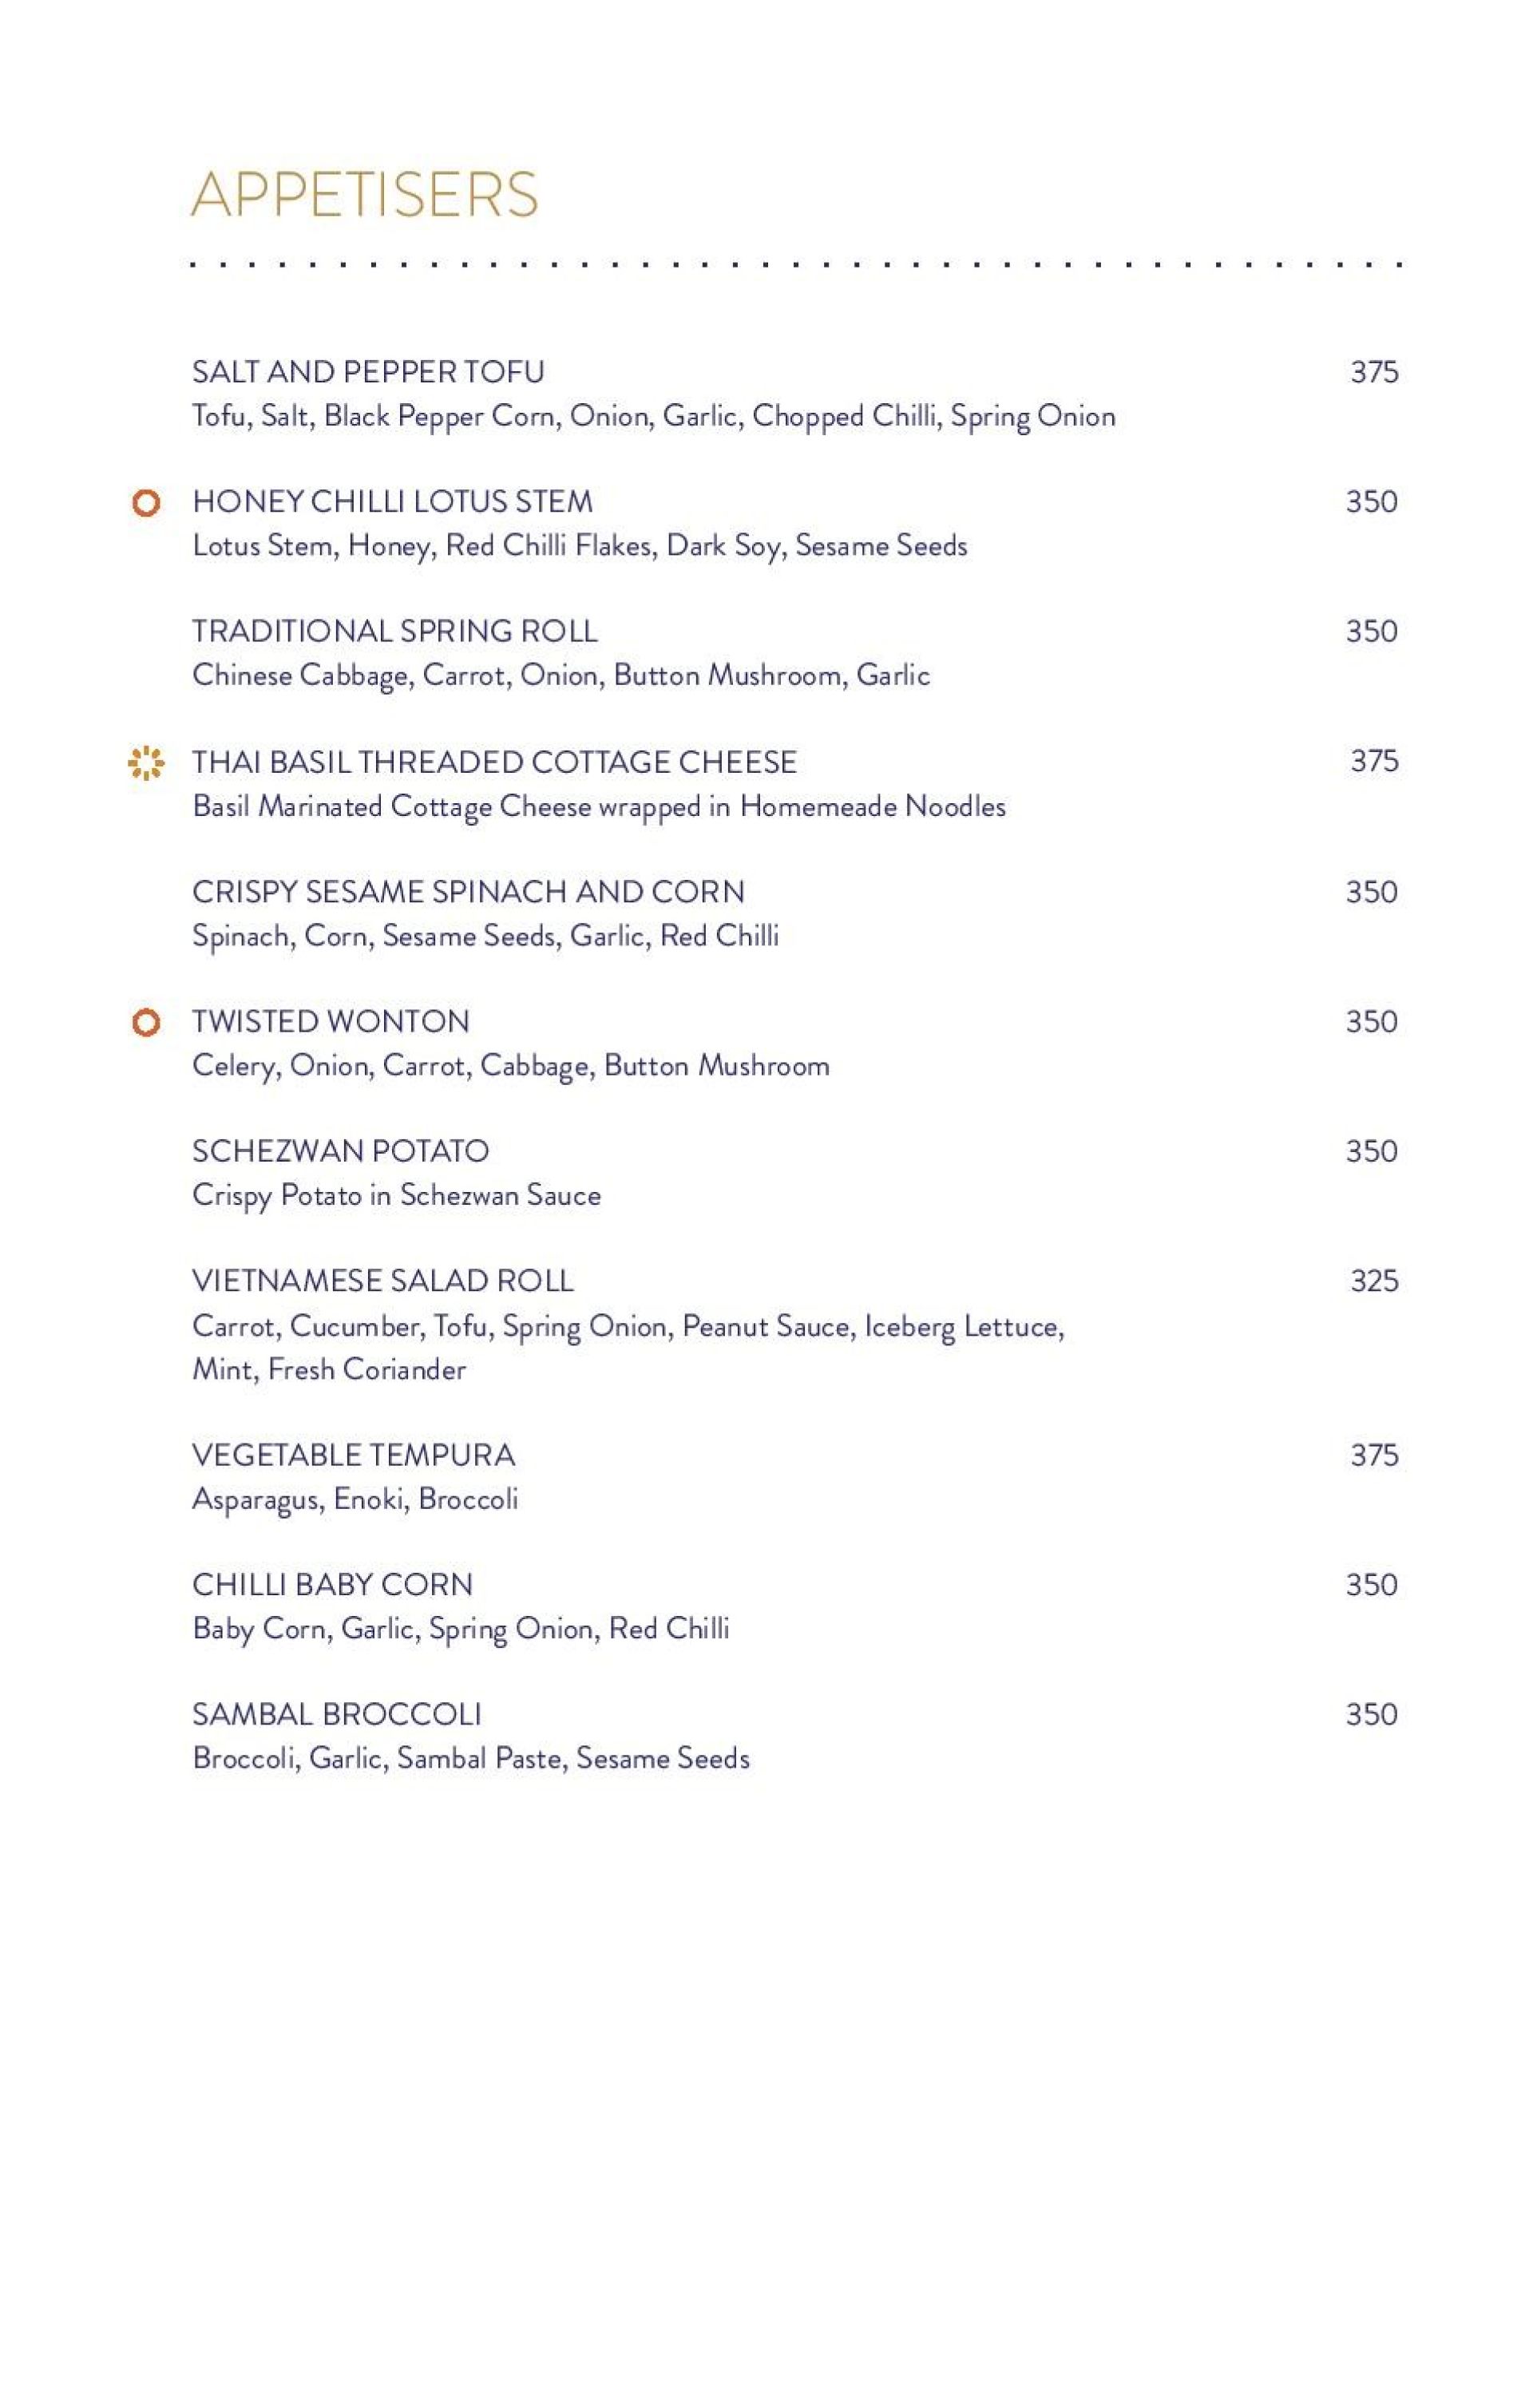 APPETISERS
SALT AND PEPPER TOFU 375
Tofu, Salt, Black Pepper Corn, Onion, Garlic, Chopped Chilli, Spring Onion
HONEY CHILLI LOTUS STEM 350
Lotus Stem, Honey, Red Chilli Flakes, Dark Soy, Sesame Seeds
TRADITIONAL SPRING ROLL 350
Chinese Cabbage, Carrot, Onion, Button Mushroom, Garlic
THAI BASIL THREADED COTTAGE CHEESE 375
Basil Marinated Cottage Cheese wrapped in Homemeade Noodles
CRISPY SESAME SPINACH AND CORN 350
Spinach, Corn, Sesame Seeds, Garlic, Red Chilli
TWISTED WONTON 350
Celery, Onion, Carrot, Cabbage, Button Mushroom
SCHEZWAN POTATO 350
Crispy Potato in Schezwan Sauce
VIETNAMESE SALAD ROLL 325
Carrot, Cucumber, Tofu, Spring Onion, Peanut Sauce, Iceberg Lettuce,
Mint, Fresh Coriander
VEGETABLE TEMPURA 375
Asparagus, Enoki, Broccoli
CHILLI BABY CORN 350
Baby Corn, Garlic, Spring Onion, Red Chilli
SAMBAL BROCCOLI 350
Broccoli, Garlic, Sambal Paste, Sesame Seeds